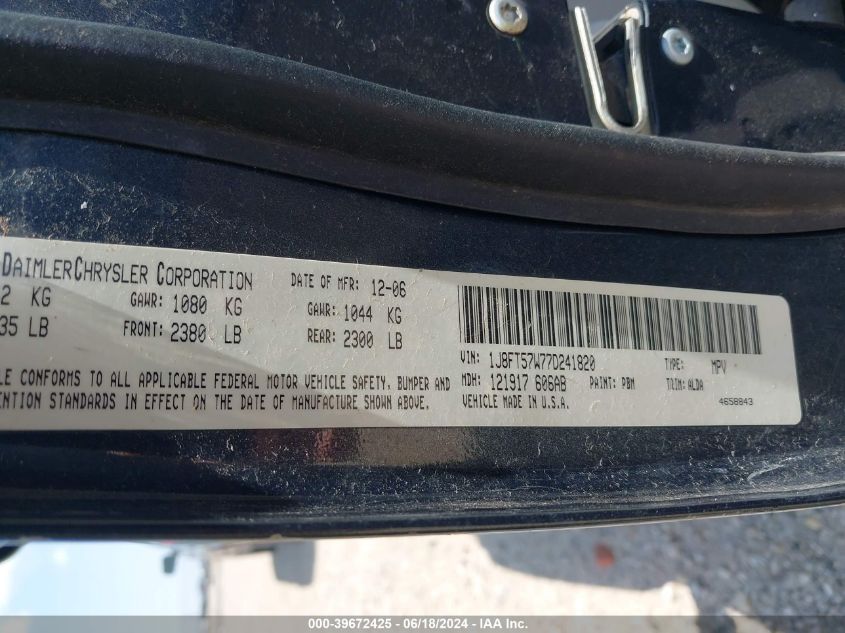 DAIMLERCHRYSLER CORPORATION DATE OF MFR: 12-06
2 KG GAWR: 1080 KG GAWR: 1044 KG
35 LB FRONT: 2380 LB REAR: 2300 LB
VIN: 1J8FT57W77D241820 TYPE: MPV
MDH: 121917 606AB PAINT: PBM TRIM: ALDA
LE CONFORMS TO ALL APPLICABLE FEDERAL MOTOR VEHICLE SAFETY, BUMPER AND
ENTION STANDARDS IN EFFECT ON THE DATE OF MANUFACTURE SHOWN ABOVE.
VEHICLE MADE IN U.S.A. 4658843
000-39672425 - 06/18/2024 - IAAI.com